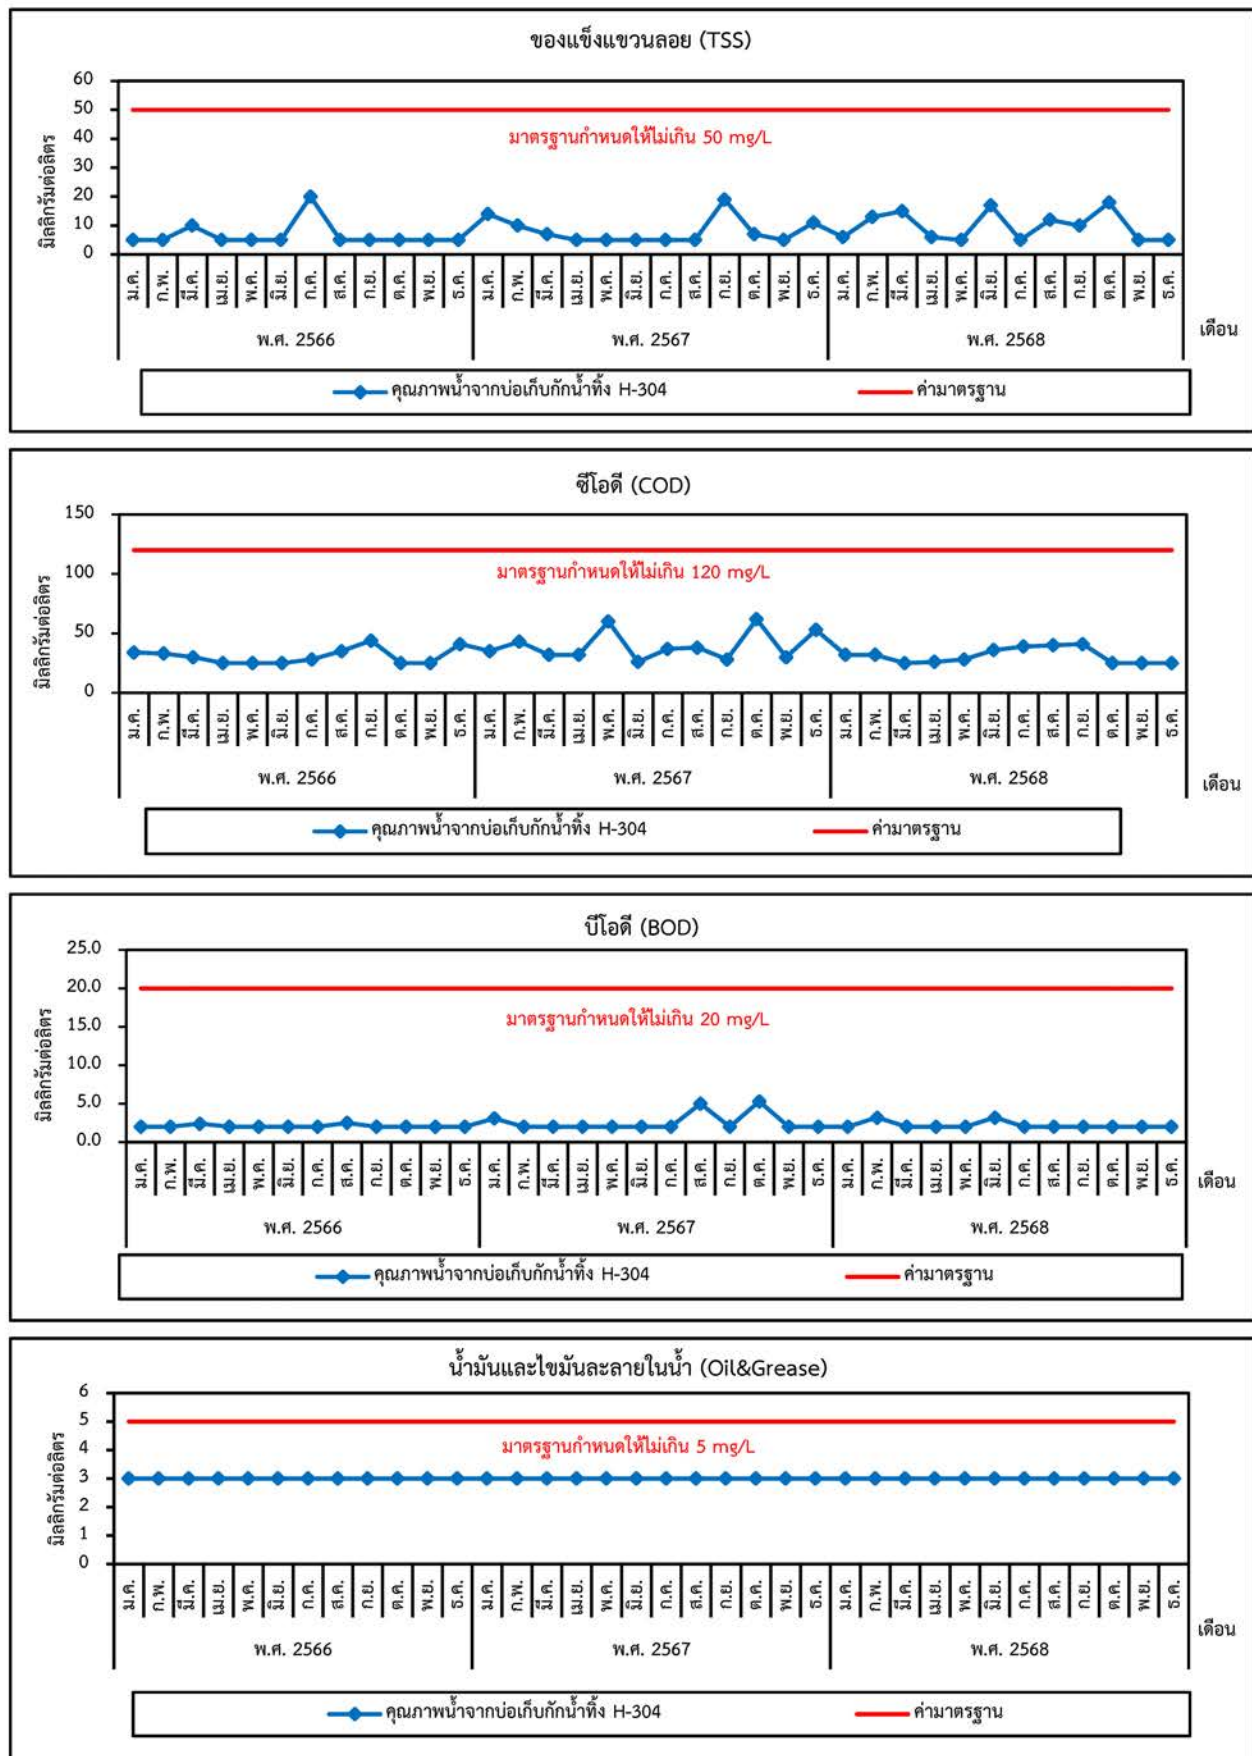 ของแข็งแขวนลอย (TSS)
60
50
40
30
20
10
0
มิลลิกรัมต่อลิตร
มาตรฐานกำหนดให้ไม่เกิน 50 mg/L
ม.ค. ก.พ. มี.ค. เม.ย. พ.ค. มิ.ย. ก.ค. ส.ค. ก.ย. ต.ค. พ.ย. ธ.ค. ม.ค. ก.พ. มี.ค. เม.ย. พ.ค. มิ.ย. ก.ค. ส.ค. ก.ย. ต.ค. พ.ย. ธ.ค. ม.ค. ก.พ. มี.ค. เม.ย. พ.ค. มิ.ย. ก.ค. ส.ค. ก.ย. ต.ค. พ.ย. ธ.ค.
พ.ศ. 2566 พ.ศ. 2567 พ.ศ. 2568 เดือน
คุณภาพน้ำจากบ่อเก็บกักน้ำทิ้ง H-304 ค่ามาตรฐาน
ซีโอดี (COD)
150
100
50
0
มิลลิกรัมต่อลิตร
มาตรฐานกำหนดให้ไม่เกิน 120 mg/L
ม.ค. ก.พ. มี.ค. เม.ย. พ.ค. มิ.ย. ก.ค. ส.ค. ก.ย. ต.ค. พ.ย. ธ.ค. ม.ค. ก.พ. มี.ค. เม.ย. พ.ค. มิ.ย. ก.ค. ส.ค. ก.ย. ต.ค. พ.ย. ธ.ค. ม.ค. ก.พ. มี.ค. เม.ย. พ.ค. มิ.ย. ก.ค. ส.ค. ก.ย. ต.ค. พ.ย. ธ.ค.
พ.ศ. 2566 พ.ศ. 2567 พ.ศ. 2568 เดือน
คุณภาพน้ำจากบ่อเก็บกักน้ำทิ้ง H-304 ค่ามาตรฐาน
บีโอดี (BOD)
25.0
20.0
15.0
10.0
5.0
0.0
มิลลิกรัมต่อลิตร
มาตรฐานกำหนดให้ไม่เกิน 20 mg/L
ม.ค. ก.พ. มี.ค. เม.ย. พ.ค. มิ.ย. ก.ค. ส.ค. ก.ย. ต.ค. พ.ย. ธ.ค. ม.ค. ก.พ. มี.ค. เม.ย. พ.ค. มิ.ย. ก.ค. ส.ค. ก.ย. ต.ค. พ.ย. ธ.ค. ม.ค. ก.พ. มี.ค. เม.ย. พ.ค. มิ.ย. ก.ค. ส.ค. ก.ย. ต.ค. พ.ย. ธ.ค.
พ.ศ. 2566 พ.ศ. 2567 พ.ศ. 2568 เดือน
คุณภาพน้ำจากบ่อเก็บกักน้ำทิ้ง H-304 ค่ามาตรฐาน
น้ำมันและไขมันละลายในน้ำ (Oil&Grease)
6
5
4
3
2
1
0
มิลลิกรัมต่อลิตร
มาตรฐานกำหนดให้ไม่เกิน 5 mg/L
ม.ค. ก.พ. มี.ค. เม.ย. พ.ค. มิ.ย. ก.ค. ส.ค. ก.ย. ต.ค. พ.ย. ธ.ค. ม.ค. ก.พ. มี.ค. เม.ย. พ.ค. มิ.ย. ก.ค. ส.ค. ก.ย. ต.ค. พ.ย. ธ.ค. ม.ค. ก.พ. มี.ค. เม.ย. พ.ค. มิ.ย. ก.ค. ส.ค. ก.ย. ต.ค. พ.ย. ธ.ค.
พ.ศ. 2566 พ.ศ. 2567 พ.ศ. 2568 เดือน
คุณภาพน้ำจากบ่อเก็บกักน้ำทิ้ง H-304 ค่ามาตรฐาน